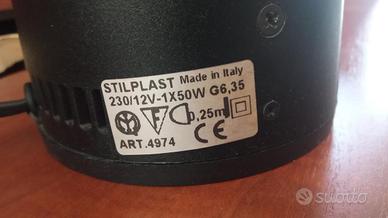 STILPLAST Made in Italy
230/12V-1X50W G6,35
F 0,25m
ART.4974 CE
subito